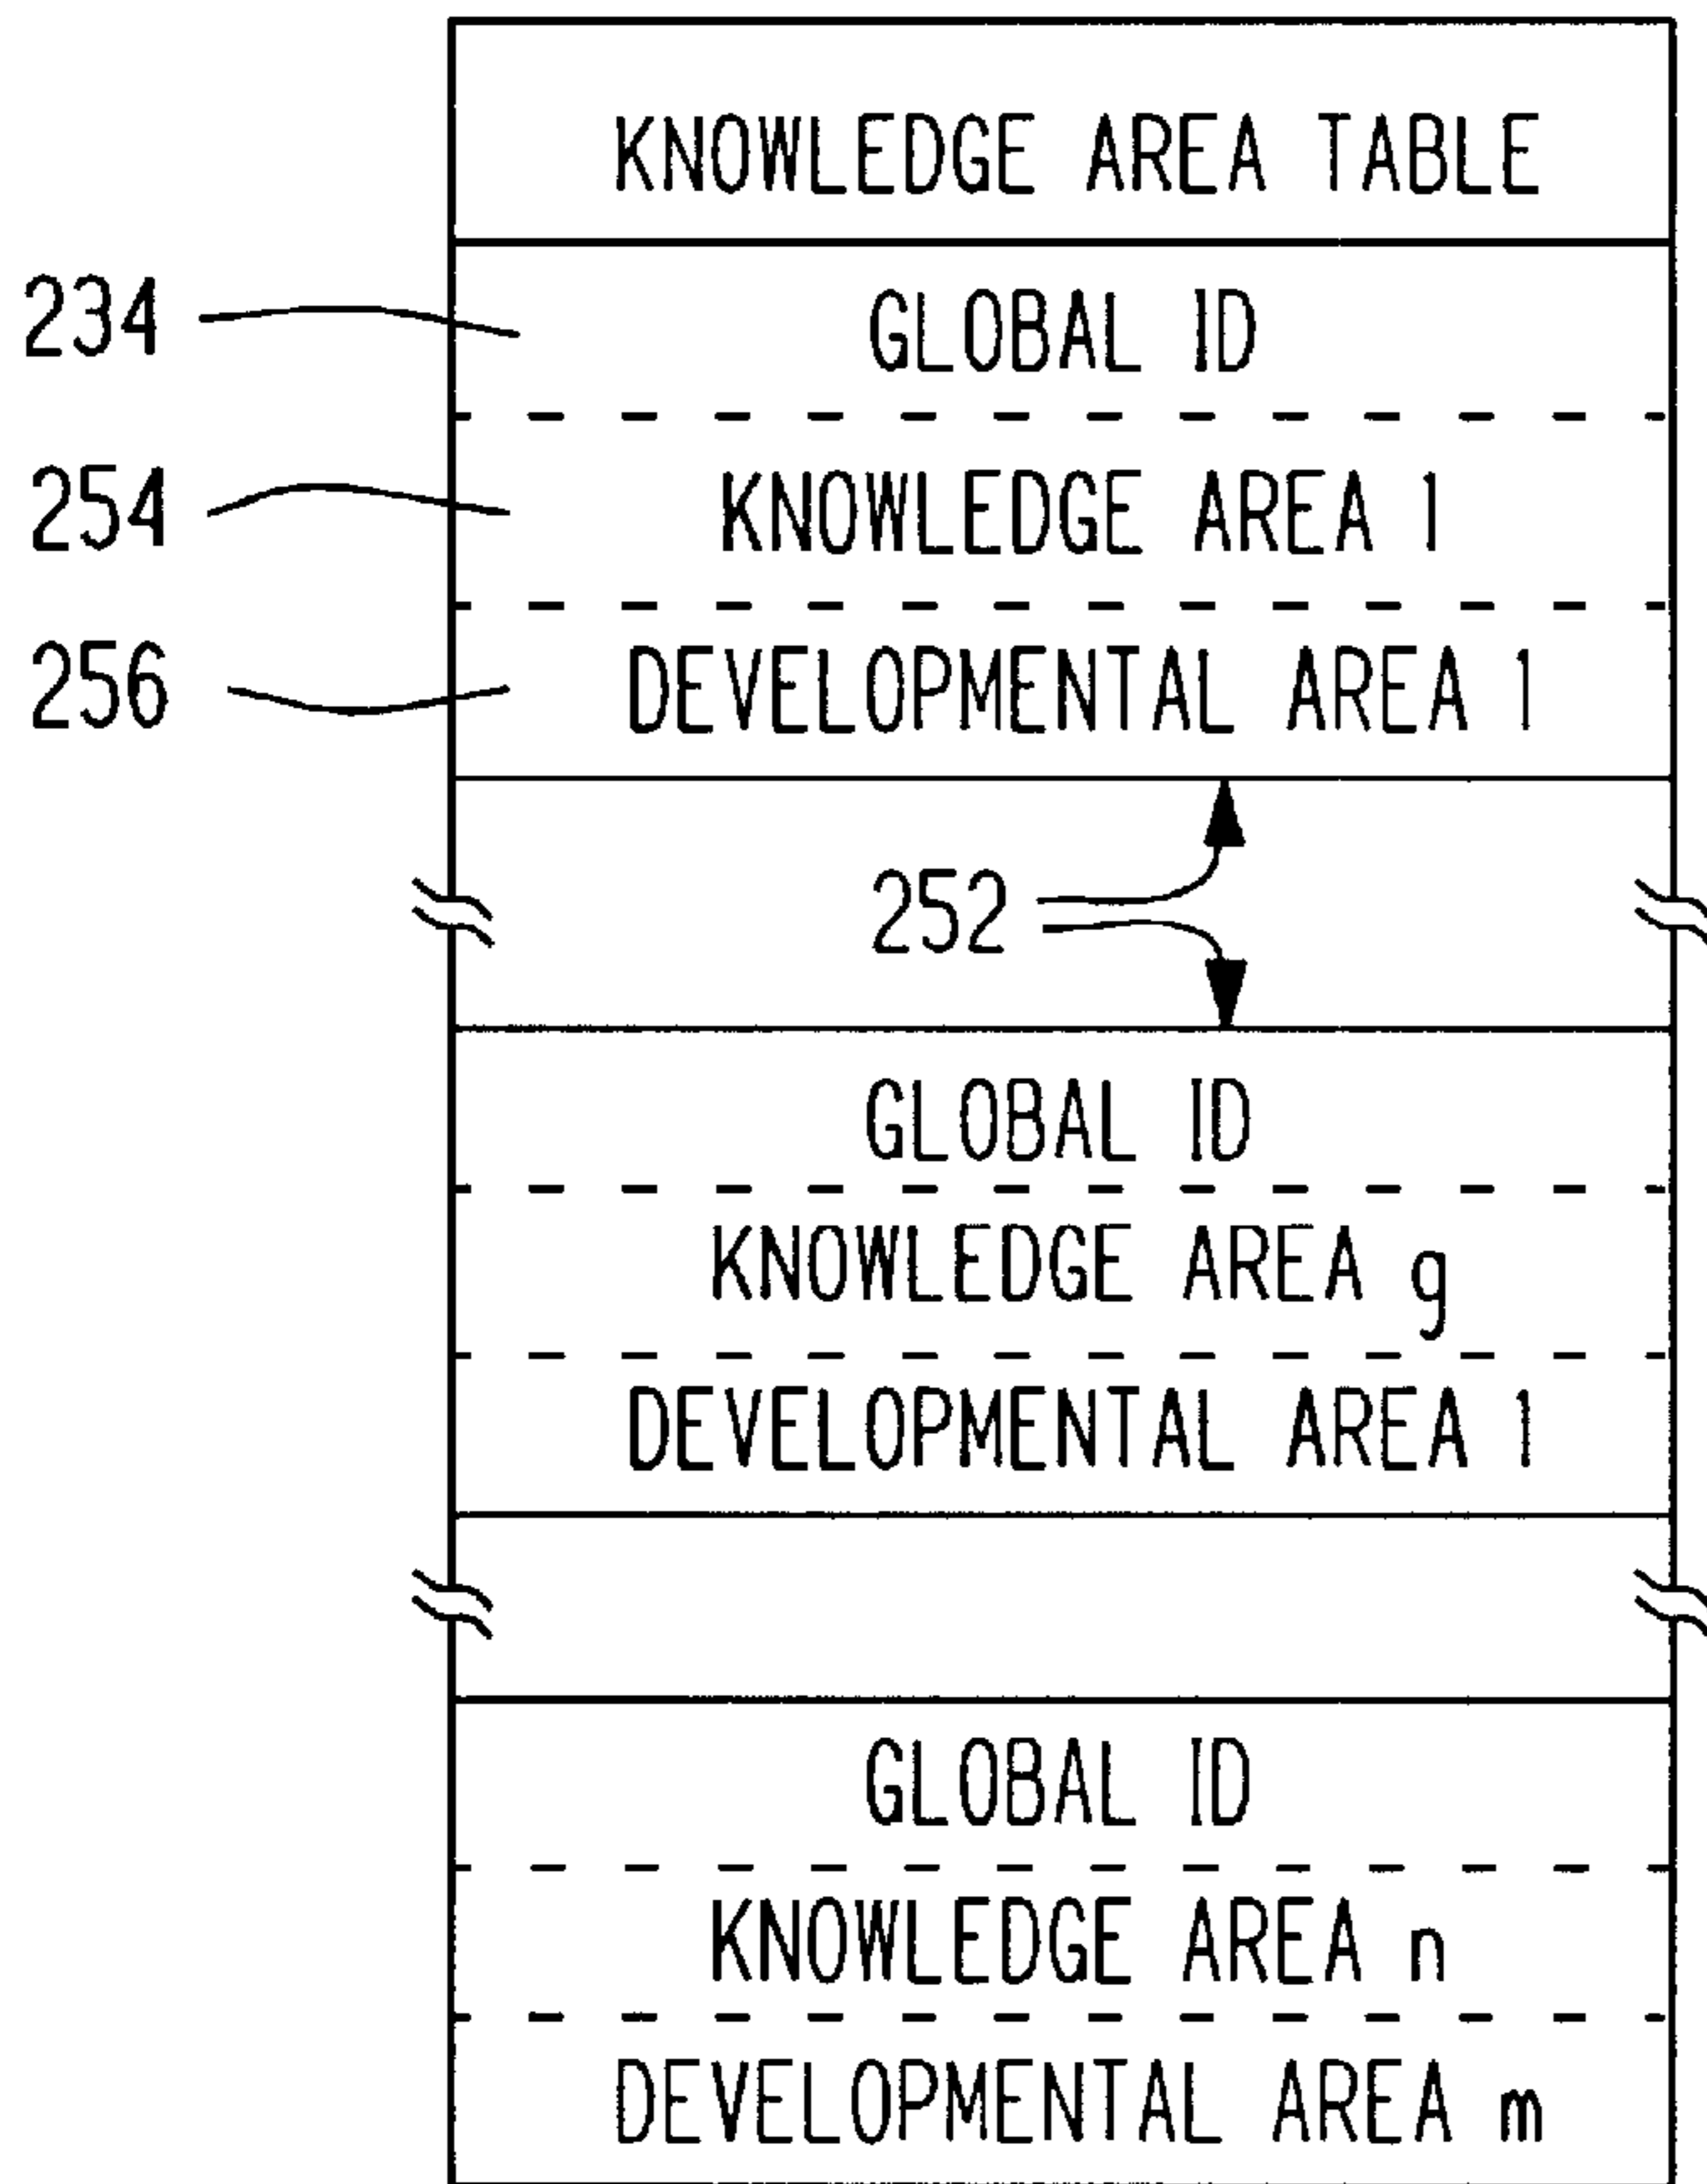 KNOWLEDGE AREA TABLE
234 GLOBAL ID
254 KNOWLEDGE AREA 1
256 DEVELOPMENTAL AREA 1
252
GLOBAL ID
KNOWLEDGE AREA g
DEVELOPMENTAL AREA 1
GLOBAL ID
KNOWLEDGE AREA n
DEVELOPMENTAL AREA m